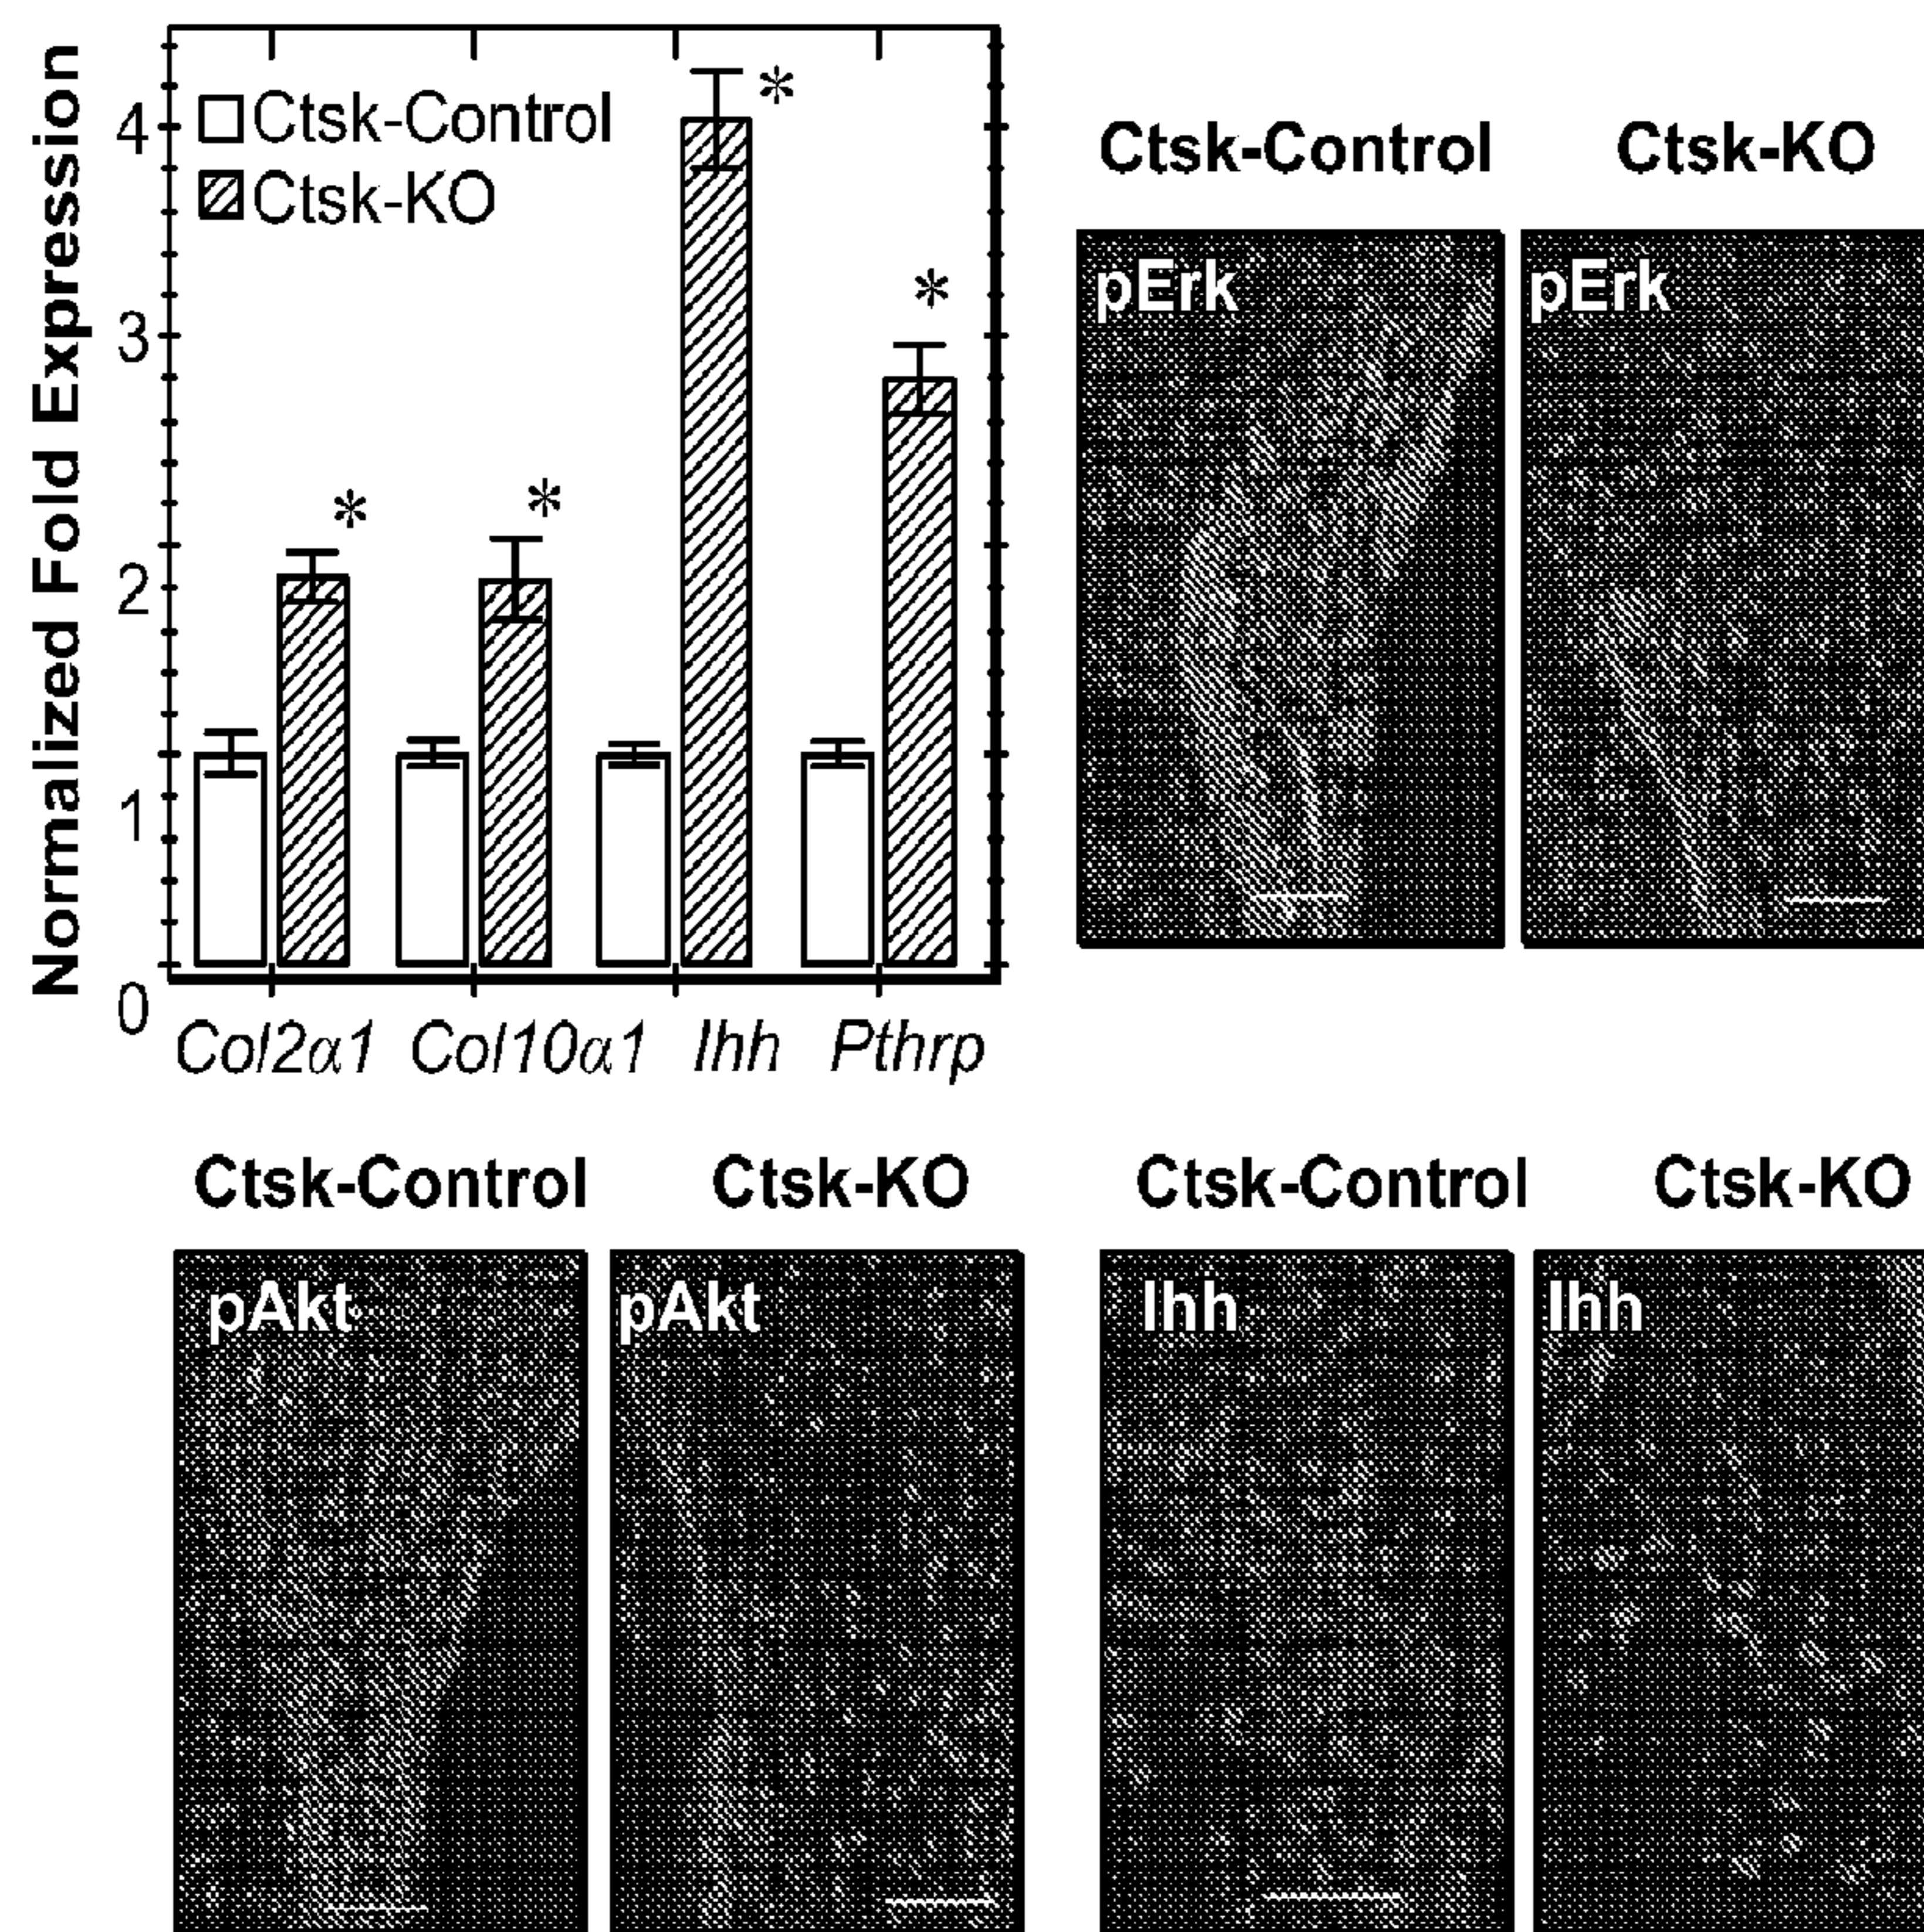 Normalized Fold Expression
4
3
2
1
0
Ctsk-Control
Ctsk-KO
*
*
*
*
Col2α1 Col10α1 Ihh Pthrp
Ctsk-Control Ctsk-KO
pErk pErk
Ctsk-Control Ctsk-KO
pAkt pAkt
Ctsk-Control Ctsk-KO
Ihh Ihh